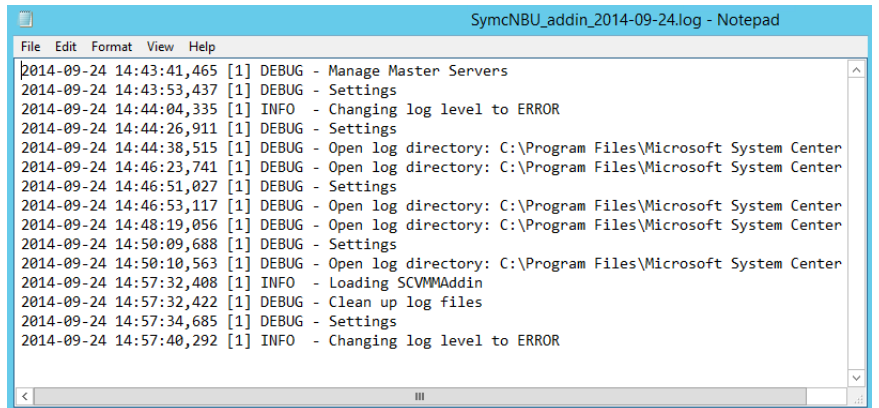 SymcNBU_addin_2014-09-24.log - Notepad
File Edit Format View Help
2014-09-24 14:43:41,465 [1] DEBUG - Manage Master Servers
2014-09-24 14:43:53,437 [1] DEBUG - Settings
2014-09-24 14:44:04,335 [1] INFO  - Changing log level to ERROR
2014-09-24 14:44:26,911 [1] DEBUG - Settings
2014-09-24 14:44:38,515 [1] DEBUG - Open log directory: C:\Program Files\Microsoft System Center
2014-09-24 14:46:23,741 [1] DEBUG - Open log directory: C:\Program Files\Microsoft System Center
2014-09-24 14:46:51,027 [1] DEBUG - Settings
2014-09-24 14:46:53,117 [1] DEBUG - Open log directory: C:\Program Files\Microsoft System Center
2014-09-24 14:48:19,056 [1] DEBUG - Open log directory: C:\Program Files\Microsoft System Center
2014-09-24 14:50:09,688 [1] DEBUG - Settings
2014-09-24 14:50:10,563 [1] DEBUG - Open log directory: C:\Program Files\Microsoft System Center
2014-09-24 14:57:32,408 [1] INFO  - Loading SCVMMAddin
2014-09-24 14:57:32,422 [1] DEBUG - Clean up log files
2014-09-24 14:57:34,685 [1] DEBUG - Settings
2014-09-24 14:57:40,292 [1] INFO  - Changing log level to ERROR